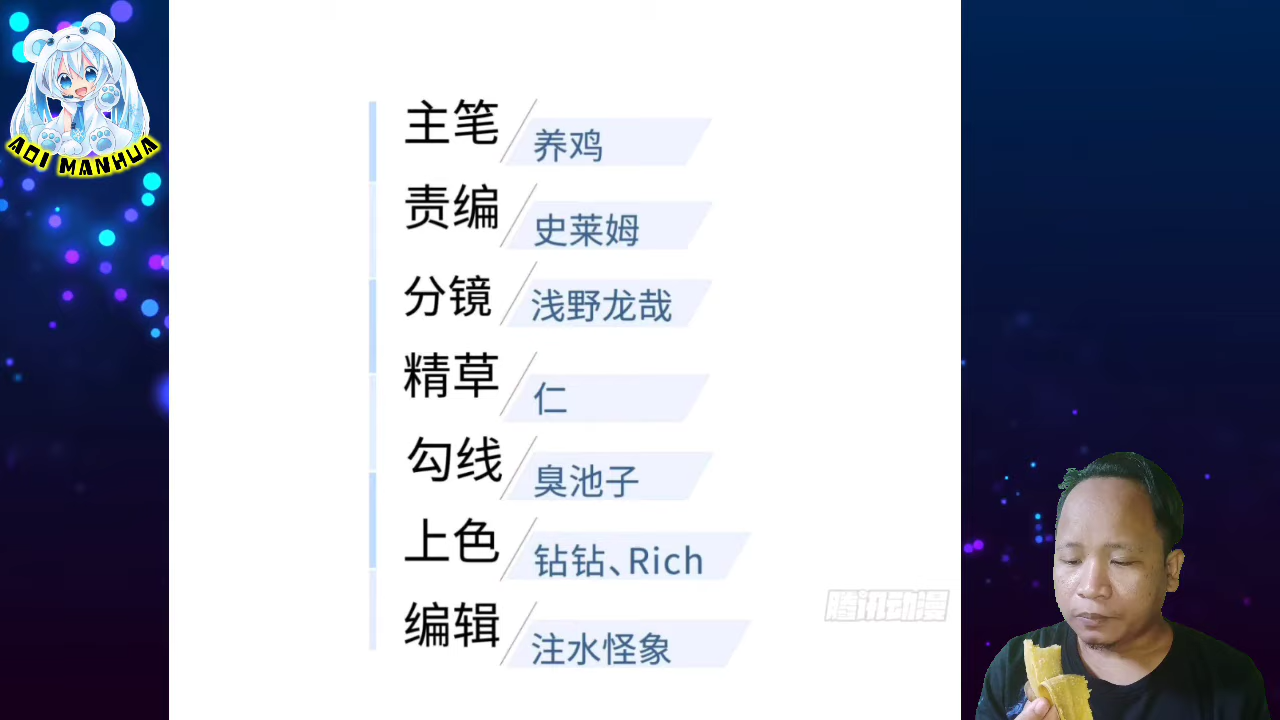 AOI MANHUA
主笔 养鸡
责编 史莱姆
分镜 浅野龙哉
精草 仁
勾线 臭池子
上色 钻钻、Rich
编辑 注水怪象
腾讯动漫